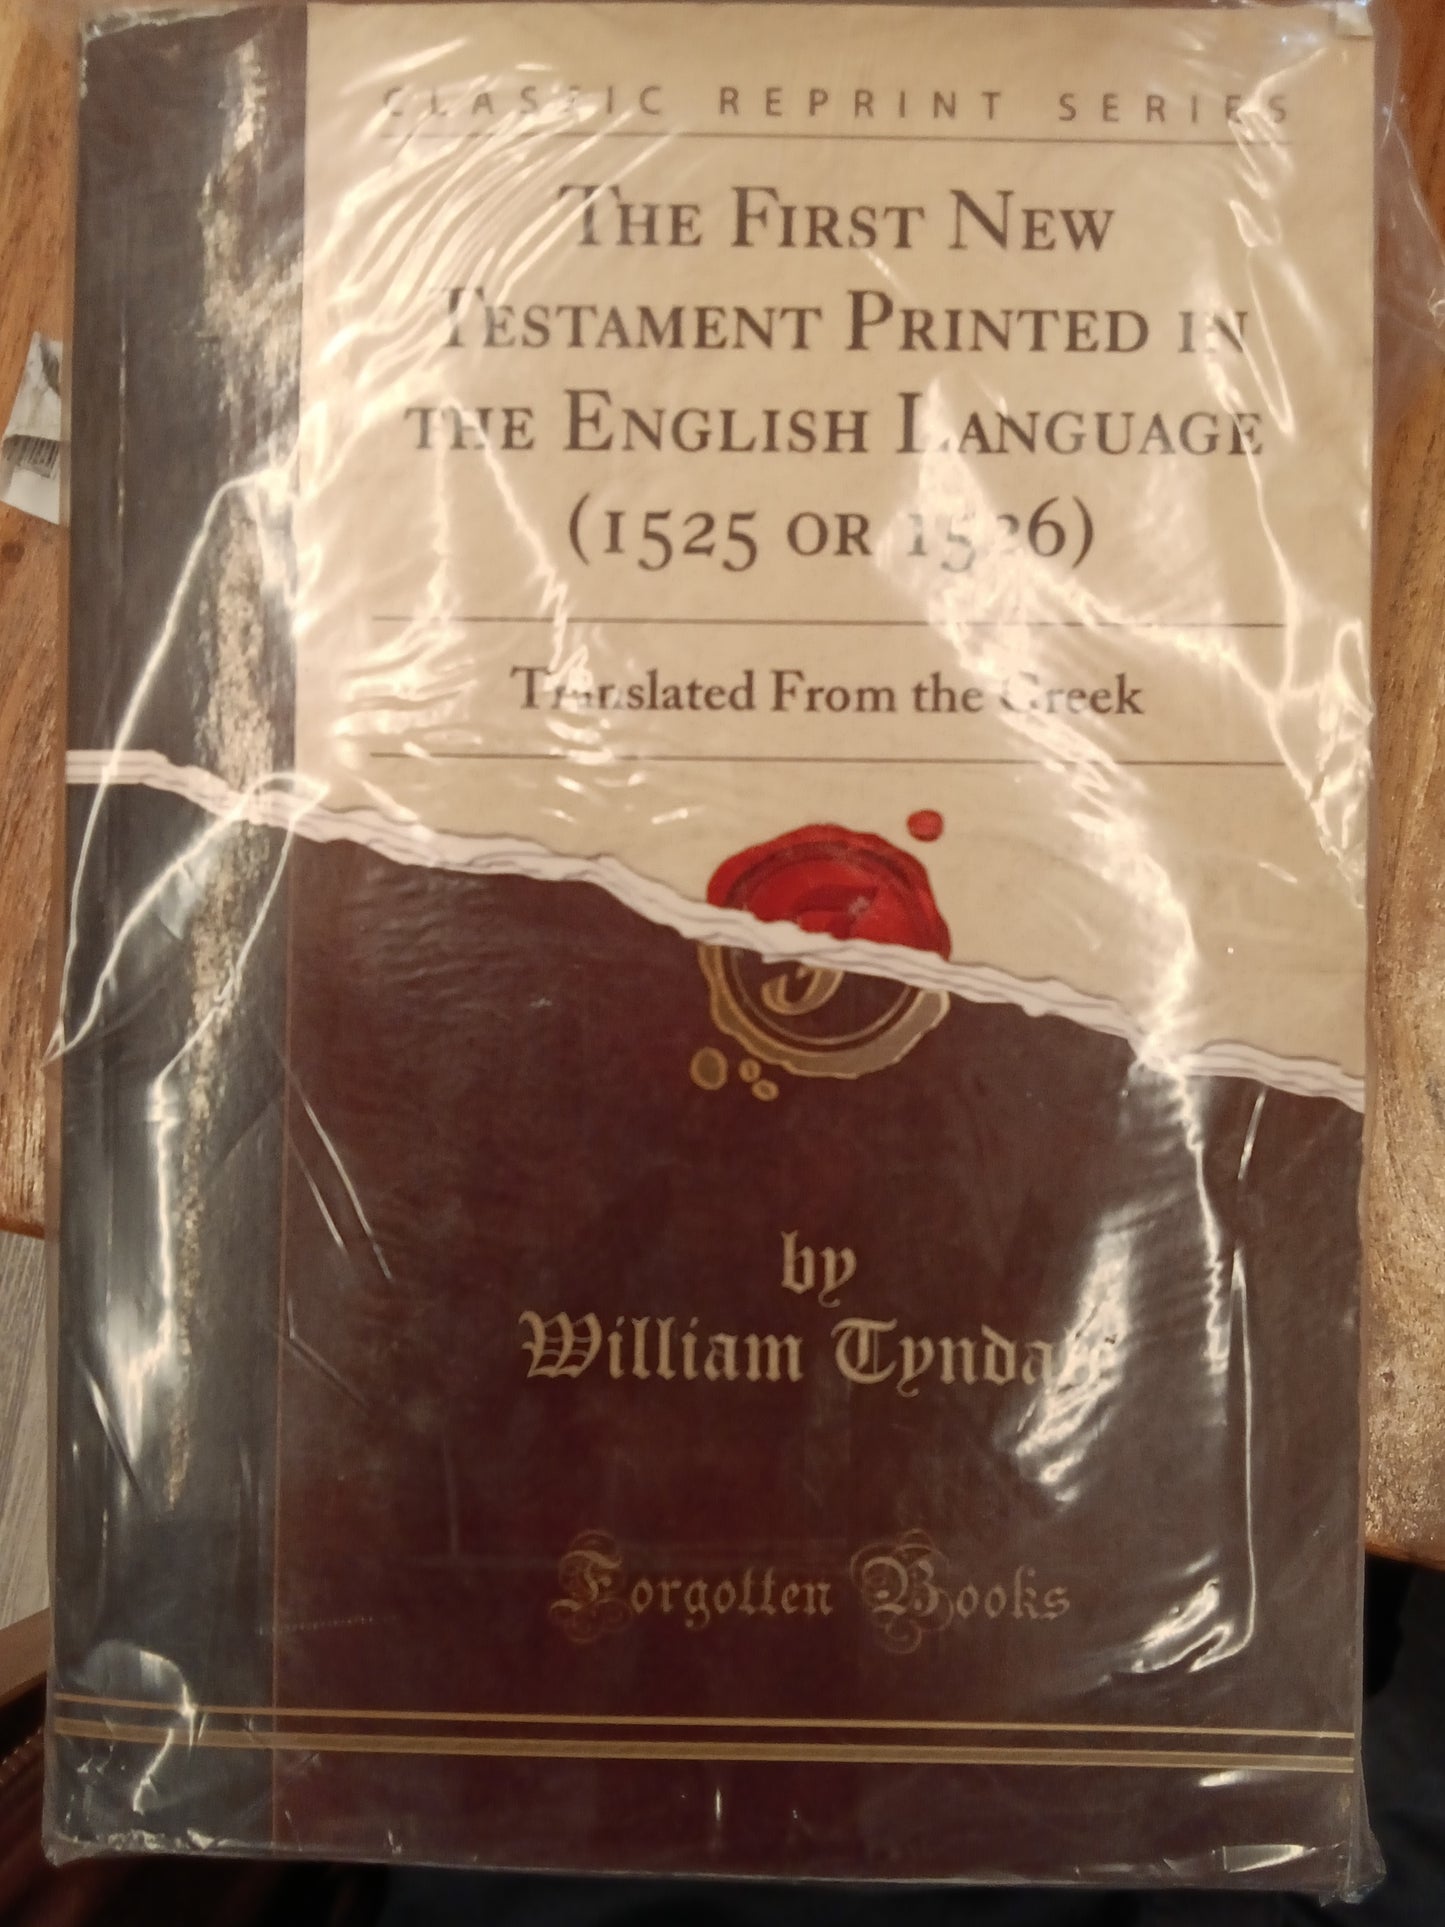 CLASSIC REPRINT SERIES
THE FIRST NEW
TESTAMENT PRINTED IN
THE ENGLISH LANGUAGE
(1525 OR 1526)
Translated From the Greek
by
William
Forgotten Books